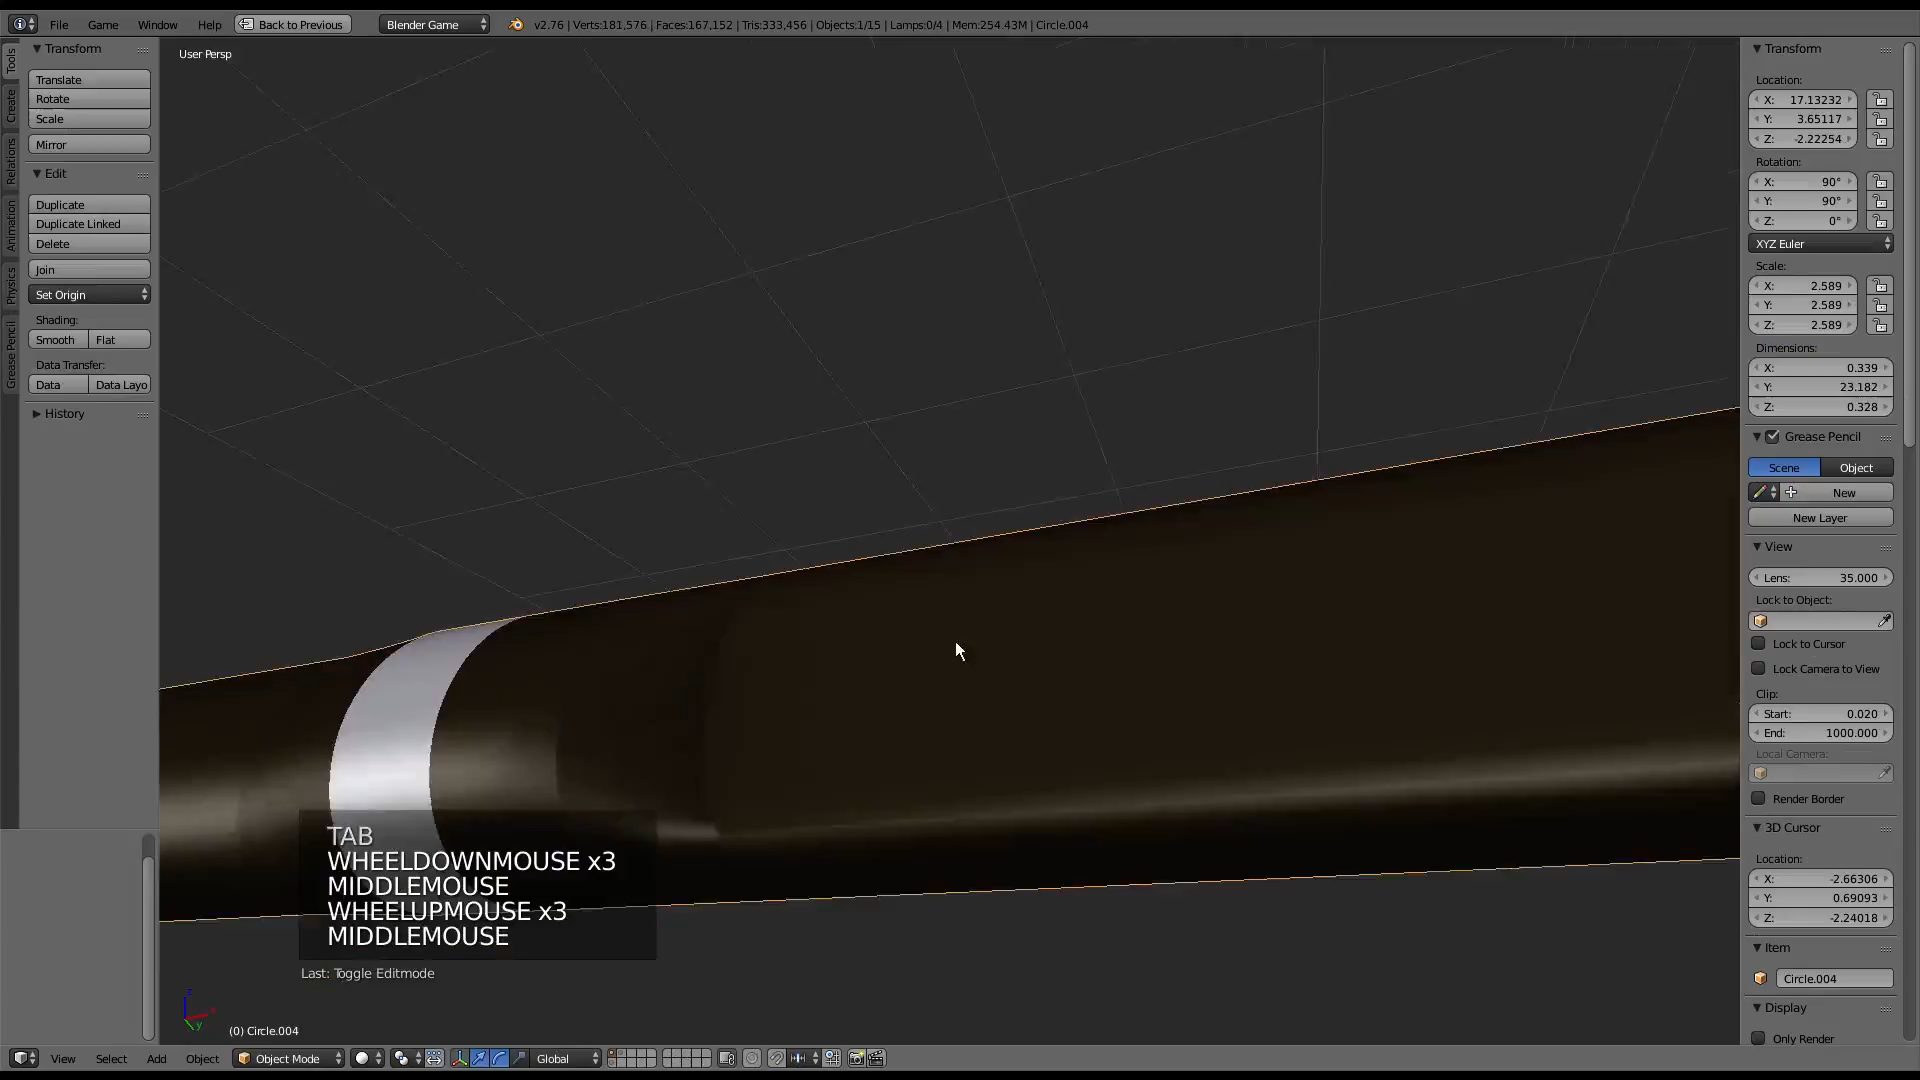 File Game Window Help Back to Previous Blender Game v2.76 | Verts:181,576 | Faces:167,152 | Tris:333,456 | Objects:1/15 | Lamps:0/4 | Mem:254.43M | Circle.004
Tools
Create
Relations
Animation
Physics
Grease Pencil
Transform
Translate
Rotate
Scale
Mirror
Edit
Duplicate
Duplicate Linked
Delete
Join
Set Origin
Shading:
Smooth Flat
Data Transfer:
Data Data Layo
History
User Persp
TAB
WHEELDOWNMOUSE x3
MIDDLEMOUSE
WHEELUPMOUSE x3
MIDDLEMOUSE
Last: Toggle Editmode
z
x
y
(0) Circle.004
Transform
Location:
X: 17.13232
Y: 3.65117
Z: -2.22254
Rotation:
X: 90°
Y: 90°
Z: 0°
XYZ Euler
Scale:
X: 2.589
Y: 2.589
Z: 2.589
Dimensions:
X: 0.339
Y: 23.182
Z: 0.328
Grease Pencil
Scene Object
New
New Layer
View
Lens: 35.000
Lock to Object:
Lock to Cursor
Lock Camera to View
Clip:
Start: 0.020
End: 1000.000
Local Camera:
Render Border
3D Cursor
Location:
X: -2.66306
Y: 0.69093
Z: -2.24018
Item
Circle.004
Display
Only Render
View Select Add Object Object Mode Global